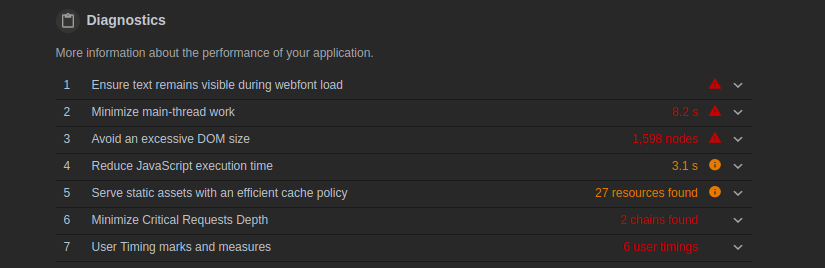 Diagnostics
More information about the performance of your application.
1 Ensure text remains visible during webfont load
2 Minimize main-thread work 8.2 s
3 Avoid an excessive DOM size 1,598 nodes
4 Reduce JavaScript execution time 3.1 s
5 Serve static assets with an efficient cache policy 27 resources found
6 Minimize Critical Requests Depth 2 chains found
7 User Timing marks and measures 6 user timings